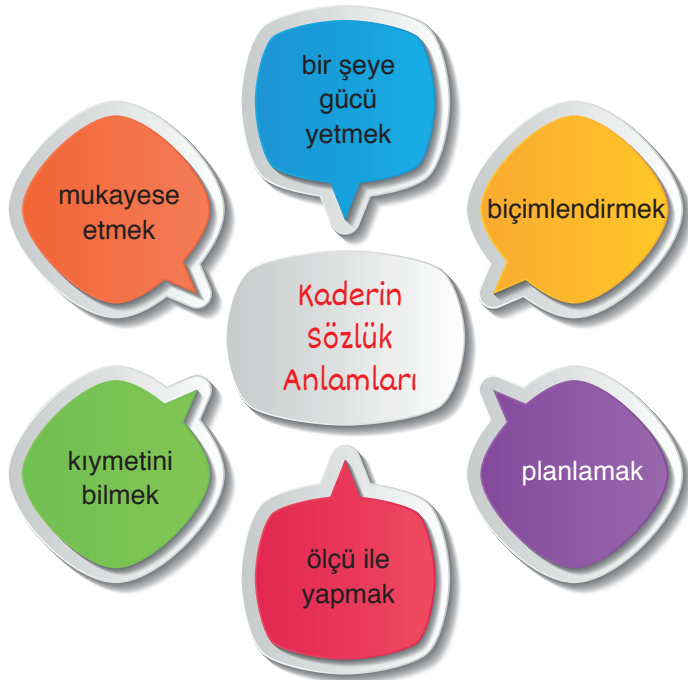 bir şeye
gücü
yetmek
mukayese
etmek
biçimlendirmek
Kaderin
Sözlük
Anlamları
kıymetini
bilmek
planlamak
ölçü ile
yapmak